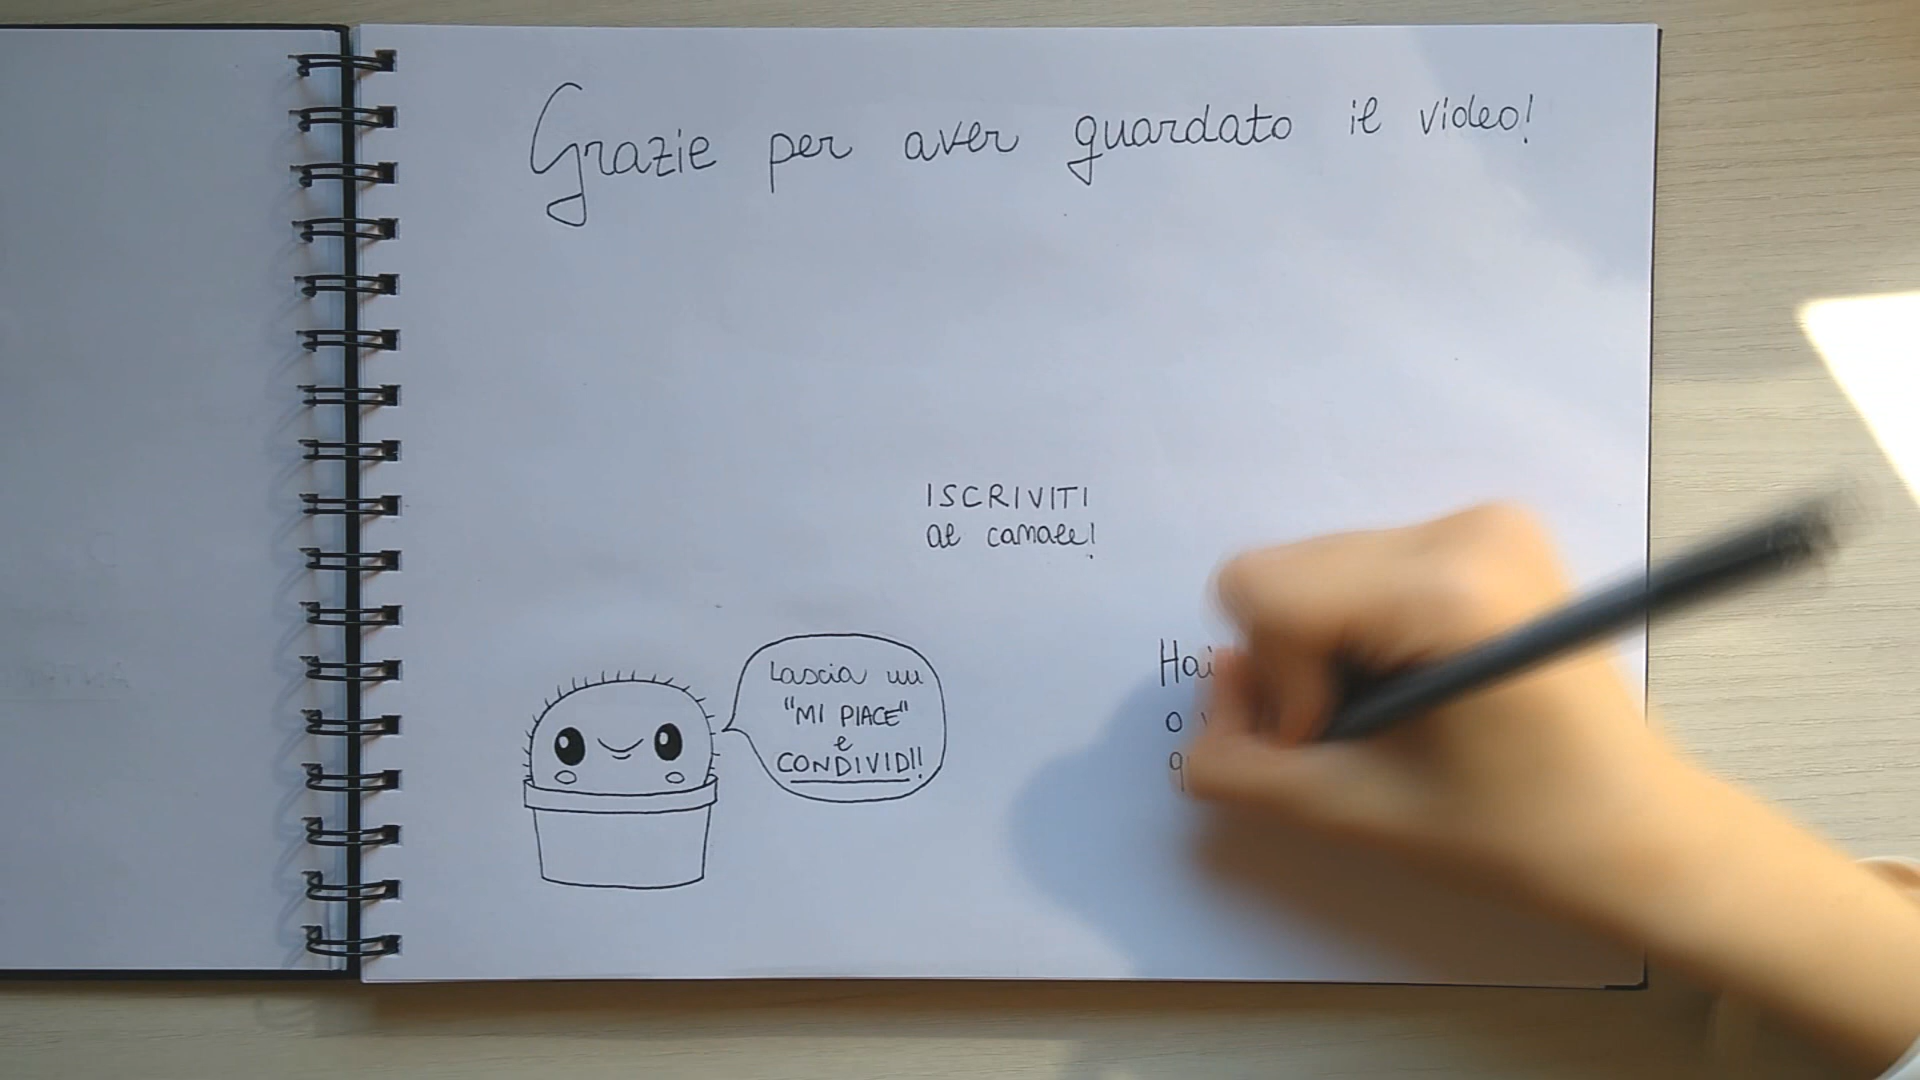 Grazie per aver guardato il video!
ISCRIVITI
al canale!
Lascia un
"MI PIACE"
e
CONDIVIDI!
Hai
o